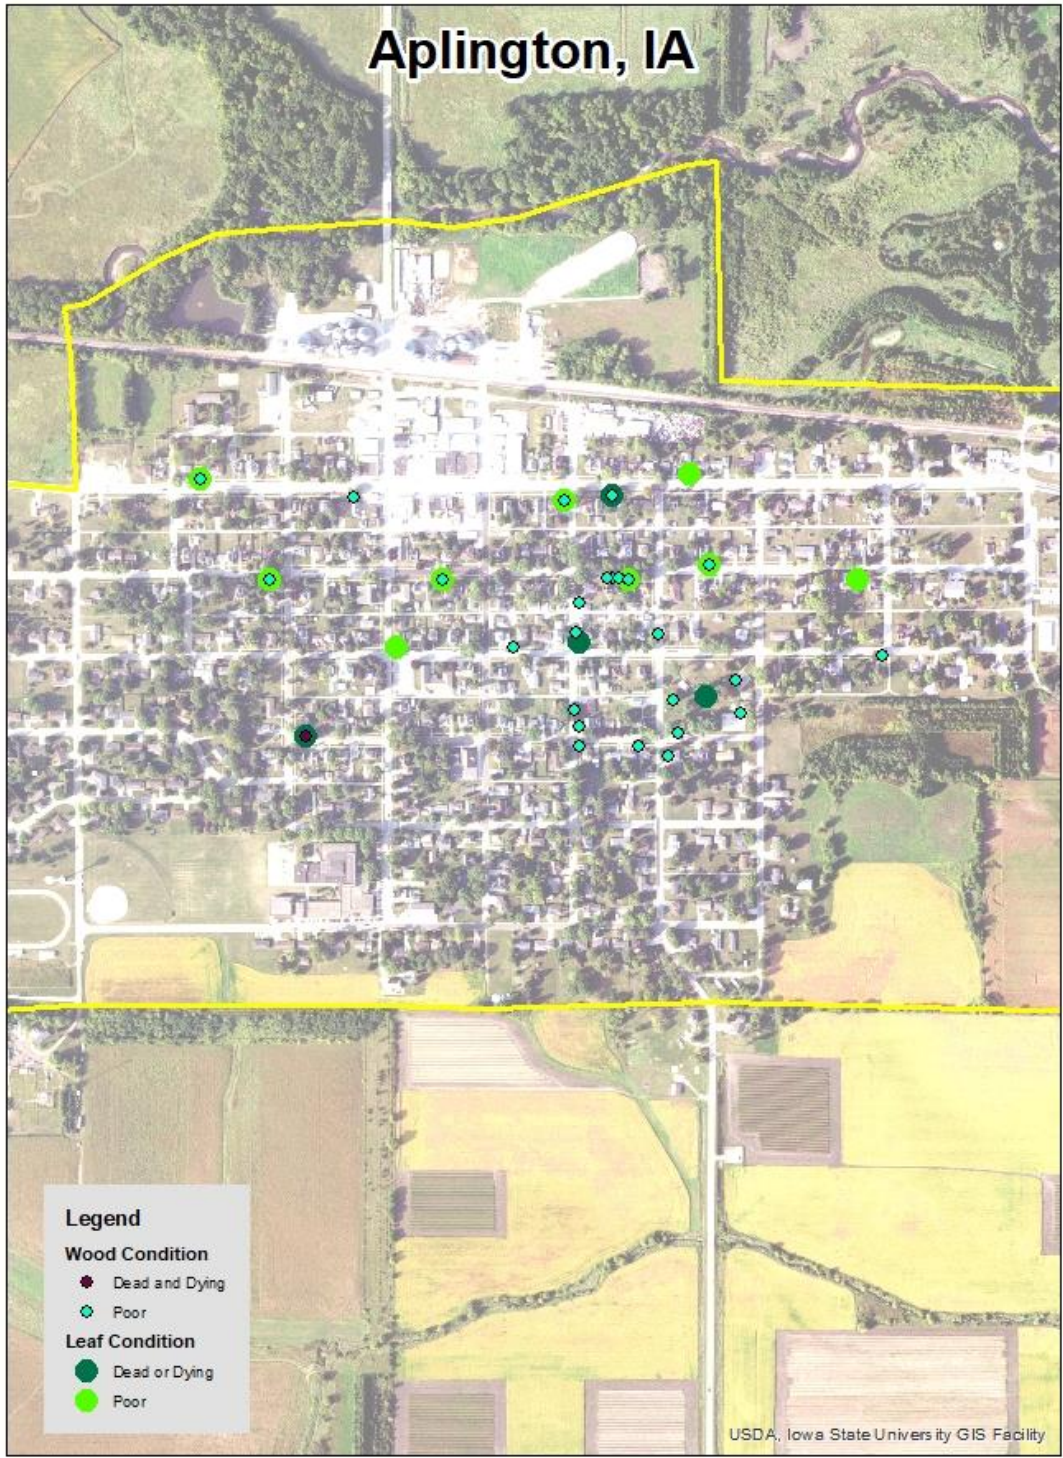 Aplington, IA
Legend
Wood Condition
Dead and Dying
Poor
Leaf Condition
Dead or Dying
Poor
USDA, Iowa State University GIS Facility